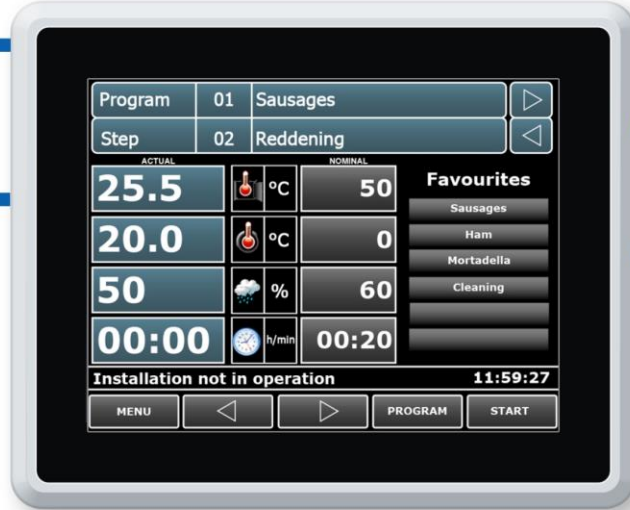 Program 01 Sausages
Step 02 Reddening
ACTUAL NOMINAL
25.5 °C 50
20.0 °C 0
50 % 60
00:00 h/min 00:20
Favourites
Sausages
Ham
Mortadella
Cleaning
Installation not in operation 11:59:27
MENU PROGRAM START